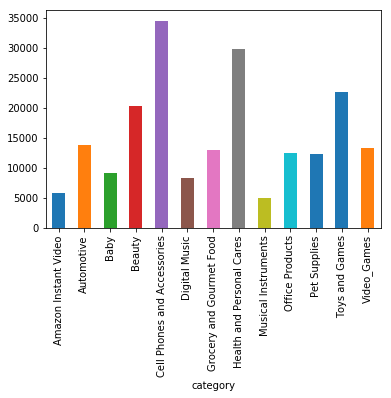 35000
30000
25000
20000
15000
10000
5000
0
Amazon Instant Video
Automotive
Baby
Beauty
Cell Phones and Accessories
Digital Music
Grocery and Gourmet Food
Health and Personal Cares
Musical Instruments
Office Products
Pet Supplies
Toys and Games
Video_Games
category